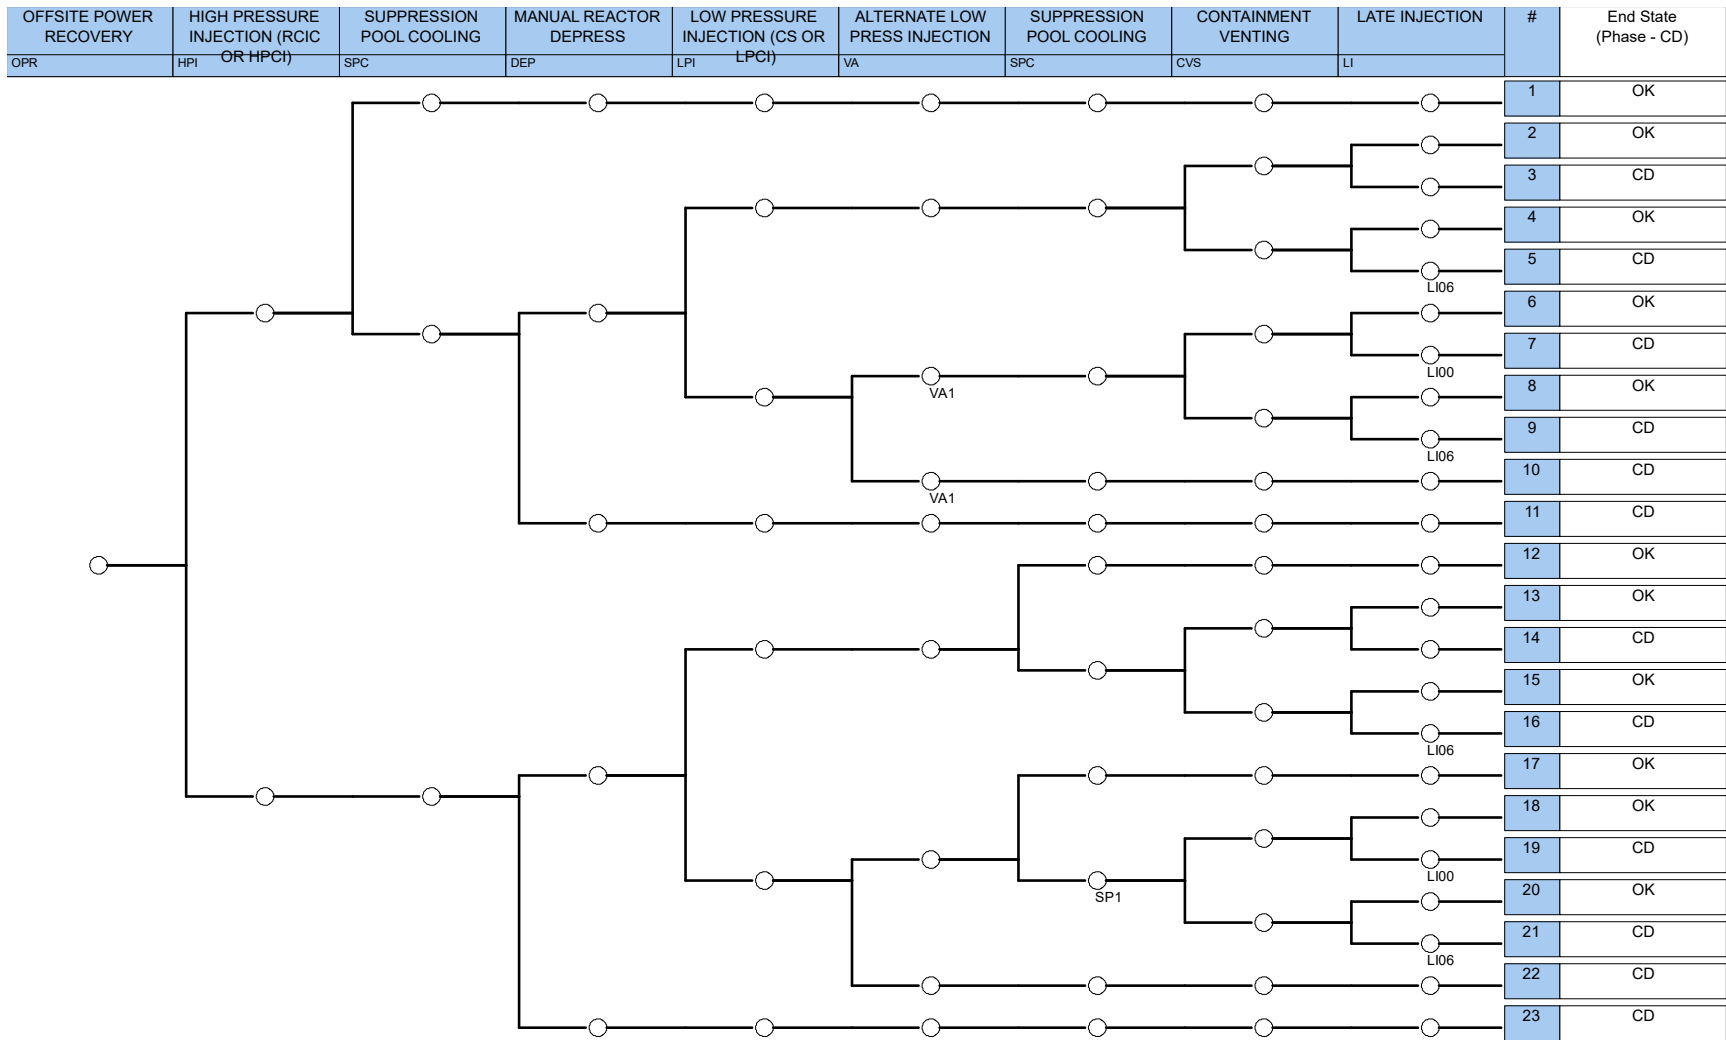 OFFSITE POWER
RECOVERY
OPR
HIGH PRESSURE
INJECTION (RCIC
OR HPCI)
HPI
SUPPRESSION
POOL COOLING
SPC
MANUAL REACTOR
DEPRESS
DEP
LOW PRESSURE
INJECTION (CS OR
LPCI)
LPI
ALTERNATE LOW
PRESS INJECTION
VA
SUPPRESSION
POOL COOLING
SPC
CONTAINMENT
VENTING
CVS
LATE INJECTION
LI
#
End State
(Phase - CD)
1 OK
2 OK
3 CD
4 OK
5 CD
LI06
6 OK
7 CD
LI00
VA1
8 OK
9 CD
LI06
10 CD
VA1
11 CD
12 OK
13 OK
14 CD
15 OK
16 CD
LI06
17 OK
18 OK
19 CD
LI00
20 OK
SP1
21 CD
LI06
22 CD
23 CD